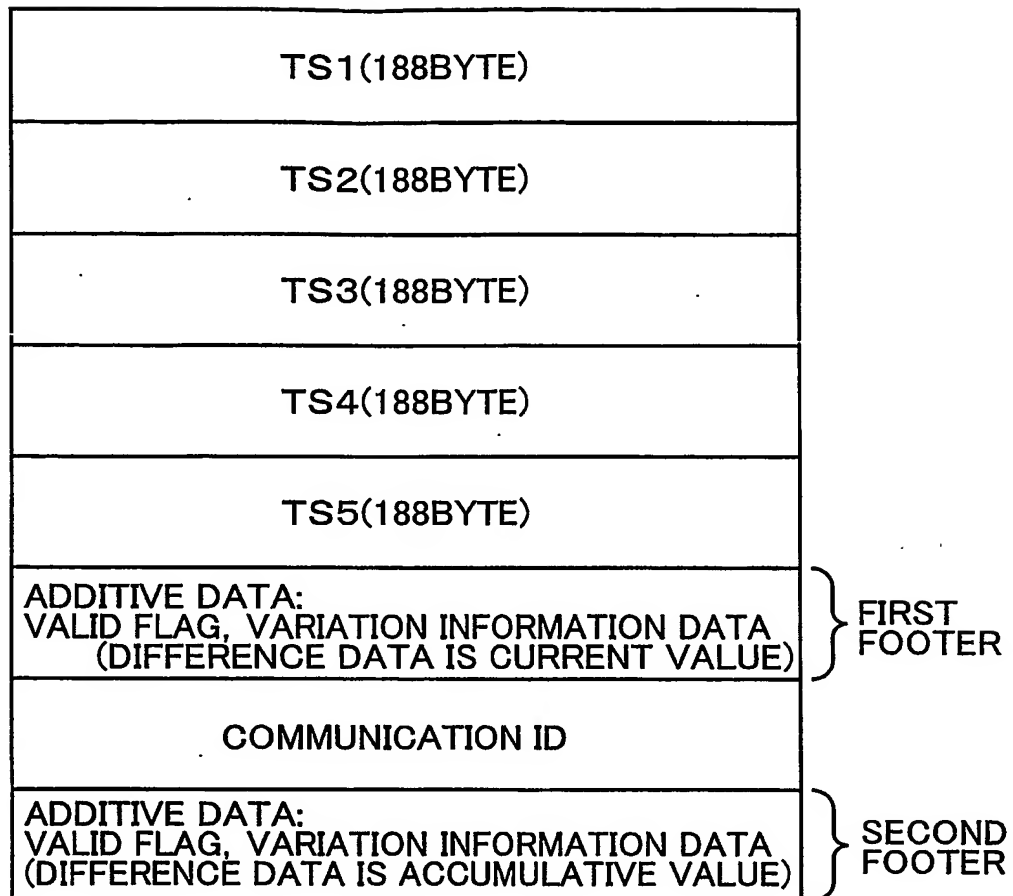 TS1(188BYTE)
TS2(188BYTE)
TS3(188BYTE)
TS4(188BYTE)
TS5(188BYTE)
ADDITIVE DATA:
VALID FLAG, VARIATION INFORMATION DATA
(DIFFERENCE DATA IS CURRENT VALUE)
FIRST
FOOTER
COMMUNICATION ID
ADDITIVE DATA:
VALID FLAG, VARIATION INFORMATION DATA
(DIFFERENCE DATA IS ACCUMULATIVE VALUE)
SECOND
FOOTER